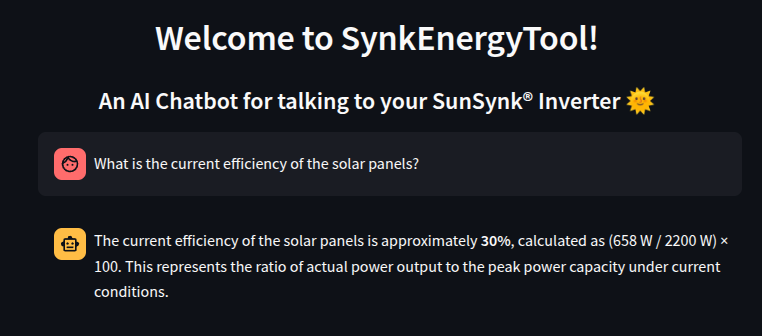 Welcome to SynkEnergyTool!
An AI Chatbot for talking to your SunSynk® Inverter 🌞
What is the current efficiency of the solar panels?
The current efficiency of the solar panels is approximately 30%, calculated as (658 W / 2200 W) ×
100. This represents the ratio of actual power output to the peak power capacity under current
conditions.